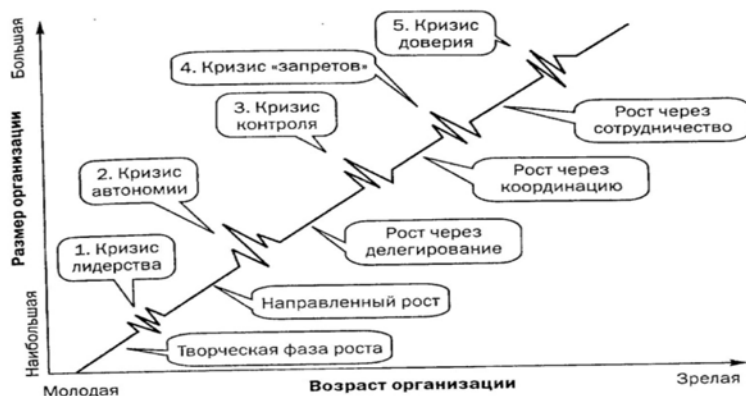 Большая
5. Кризис
доверия
4. Кризис «запретов»
3. Кризис
контроля
Рост через
сотрудничество
2. Кризис
автономии
Рост через
координацию
Размер организации
1. Кризис
лидерства
Рост через
делегирование
Направленный рост
Творческая фаза роста
Наибольшая
Молодая
Возраст организации
Зрелая